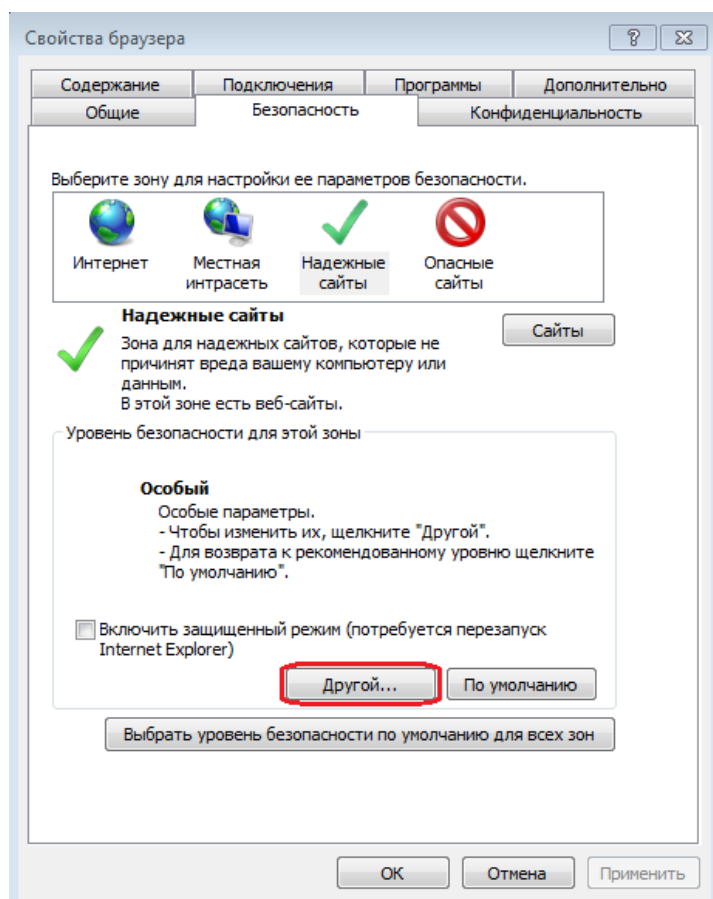 Свойства браузера
Содержание Подключения Программы Дополнительно
Общие Безопасность Конфиденциальность
Выберите зону для настройки ее параметров безопасности.
Интернет Местная интрасеть Надежные сайты Опасные сайты
Надежные сайты
Сайты
Зона для надежных сайтов, которые не
причинят вреда вашему компьютеру или
данным.
В этой зоне есть веб-сайты.
Уровень безопасности для этой зоны
Особый
Особые параметры.
- Чтобы изменить их, щелкните "Другой".
- Для возврата к рекомендованному уровню щелкните
"По умолчанию".
Включить защищенный режим (потребуется перезапуск
Internet Explorer)
Другой... По умолчанию
Выбрать уровень безопасности по умолчанию для всех зон
ОК Отмена Применить